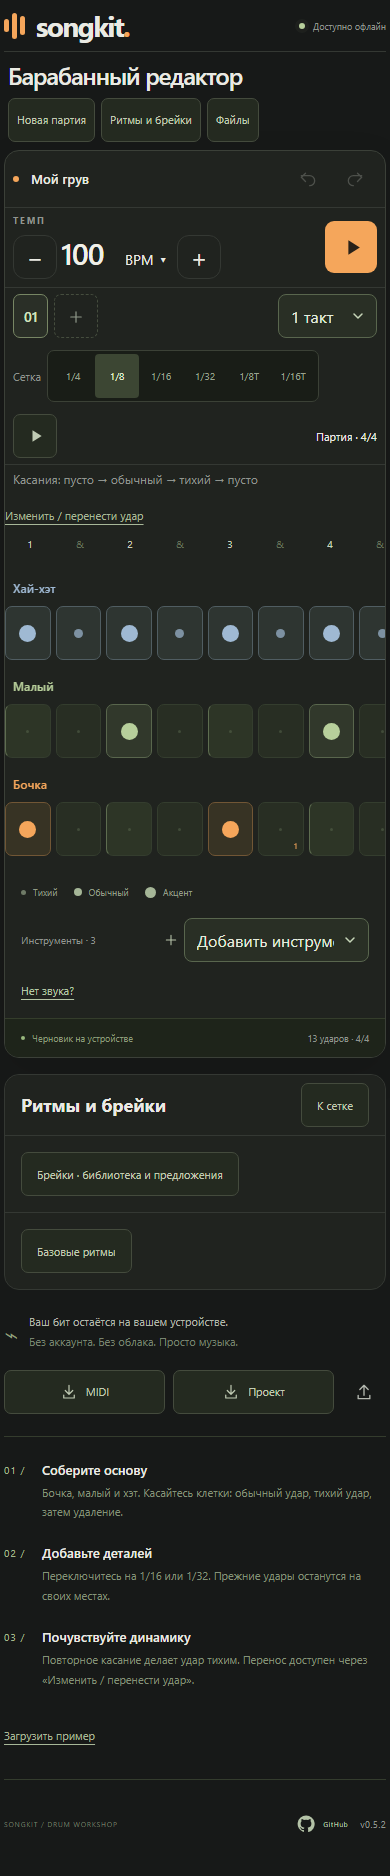 songkit.
Доступно офлайн
Барабанный редактор
Новая партия
Ритмы и брейки
Файлы
Мой грув
ТЕМП
− 100 BPM ▾ +
01 +
1 такт
Сетка 1/4 1/8 1/16 1/32 1/8T 1/16T
Партия · 4/4
Касания: пусто → обычный → тихий → пусто
Изменить / перенести удар
1 & 2 & 3 & 4 &
Хай-хэт
Малый
Бочка
1
Тихий Обычный Акцент
Инструменты · 3
+ Добавить инструм
Нет звука?
Черновик на устройстве
13 ударов · 4/4
Ритмы и брейки
К сетке
Брейки · библиотека и предложения
Базовые ритмы
Ваш бит остаётся на вашем устройстве.
Без аккаунта. Без облака. Просто музыка.
MIDI
Проект
01 / Соберите основу
Бочка, малый и хэт. Касайтесь клетки: обычный удар, тихий удар,
затем удаление.
02 / Добавьте деталей
Переключитесь на 1/16 или 1/32. Прежние удары останутся на
своих местах.
03 / Почувствуйте динамику
Повторное касание делает удар тихим. Перенос доступен через
«Изменить / перенести удар».
Загрузить пример
SONGKIT / DRUM WORKSHOP
GitHub
v0.5.2